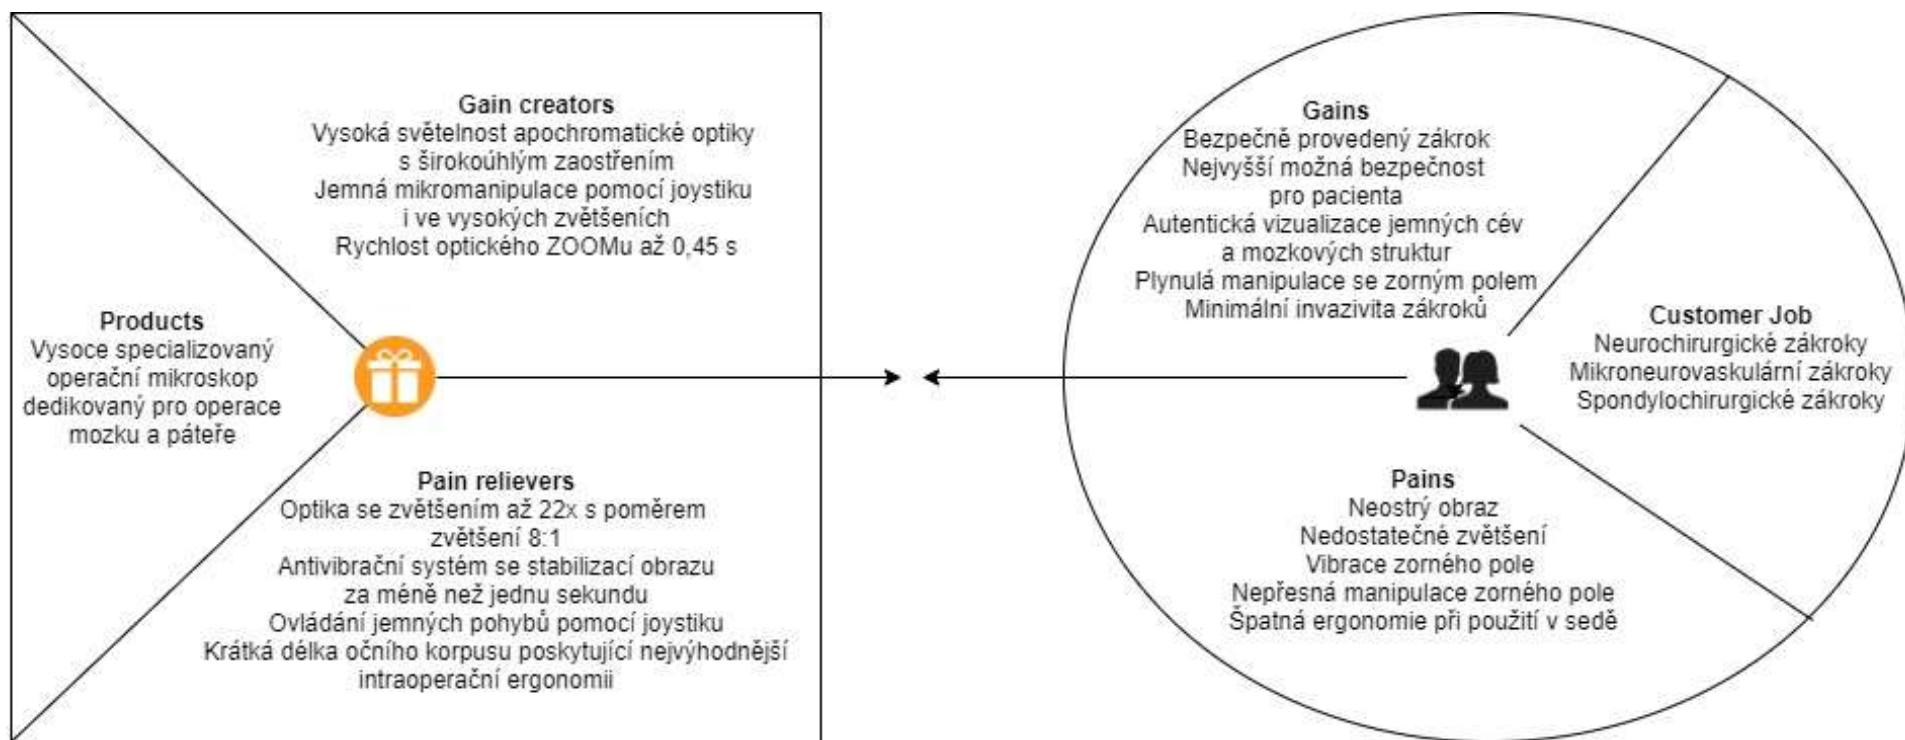 Gain creators
Vysoká světelnost apochromatické optiky
s širokoúhlým zaostřením
Jemná mikromanipulace pomocí joystiku
i ve vysokých zvětšeních
Rychlost optického ZOOMu až 0,45 s
Products
Vysoce specializovaný
operační mikroskop
dedikovaný pro operace
mozku a páteře
Pain relievers
Optika se zvětšením až 22x s poměrem
zvětšení 8:1
Antivibrační systém se stabilizací obrazu
za méně než jednu sekundu
Ovládání jemných pohybů pomocí joystiku
Krátká délka očního korpusu poskytující nejvýhodnější
intraoperační ergonomii
Gains
Bezpečně provedený zákrok
Nejvyšší možná bezpečnost
pro pacienta
Autentická vizualizace jemných cév
a mozkových struktur
Plynulá manipulace se zorným polem
Minimální invazivita zákroků
Customer Job
Neurochirurgické zákroky
Mikroneurovaskulární zákroky
Spondylochirurgické zákroky
Pains
Neostrý obraz
Nedostatečné zvětšení
Vibrace zorného pole
Nepřesná manipulace zorného pole
Špatná ergonomie při použití v sedě